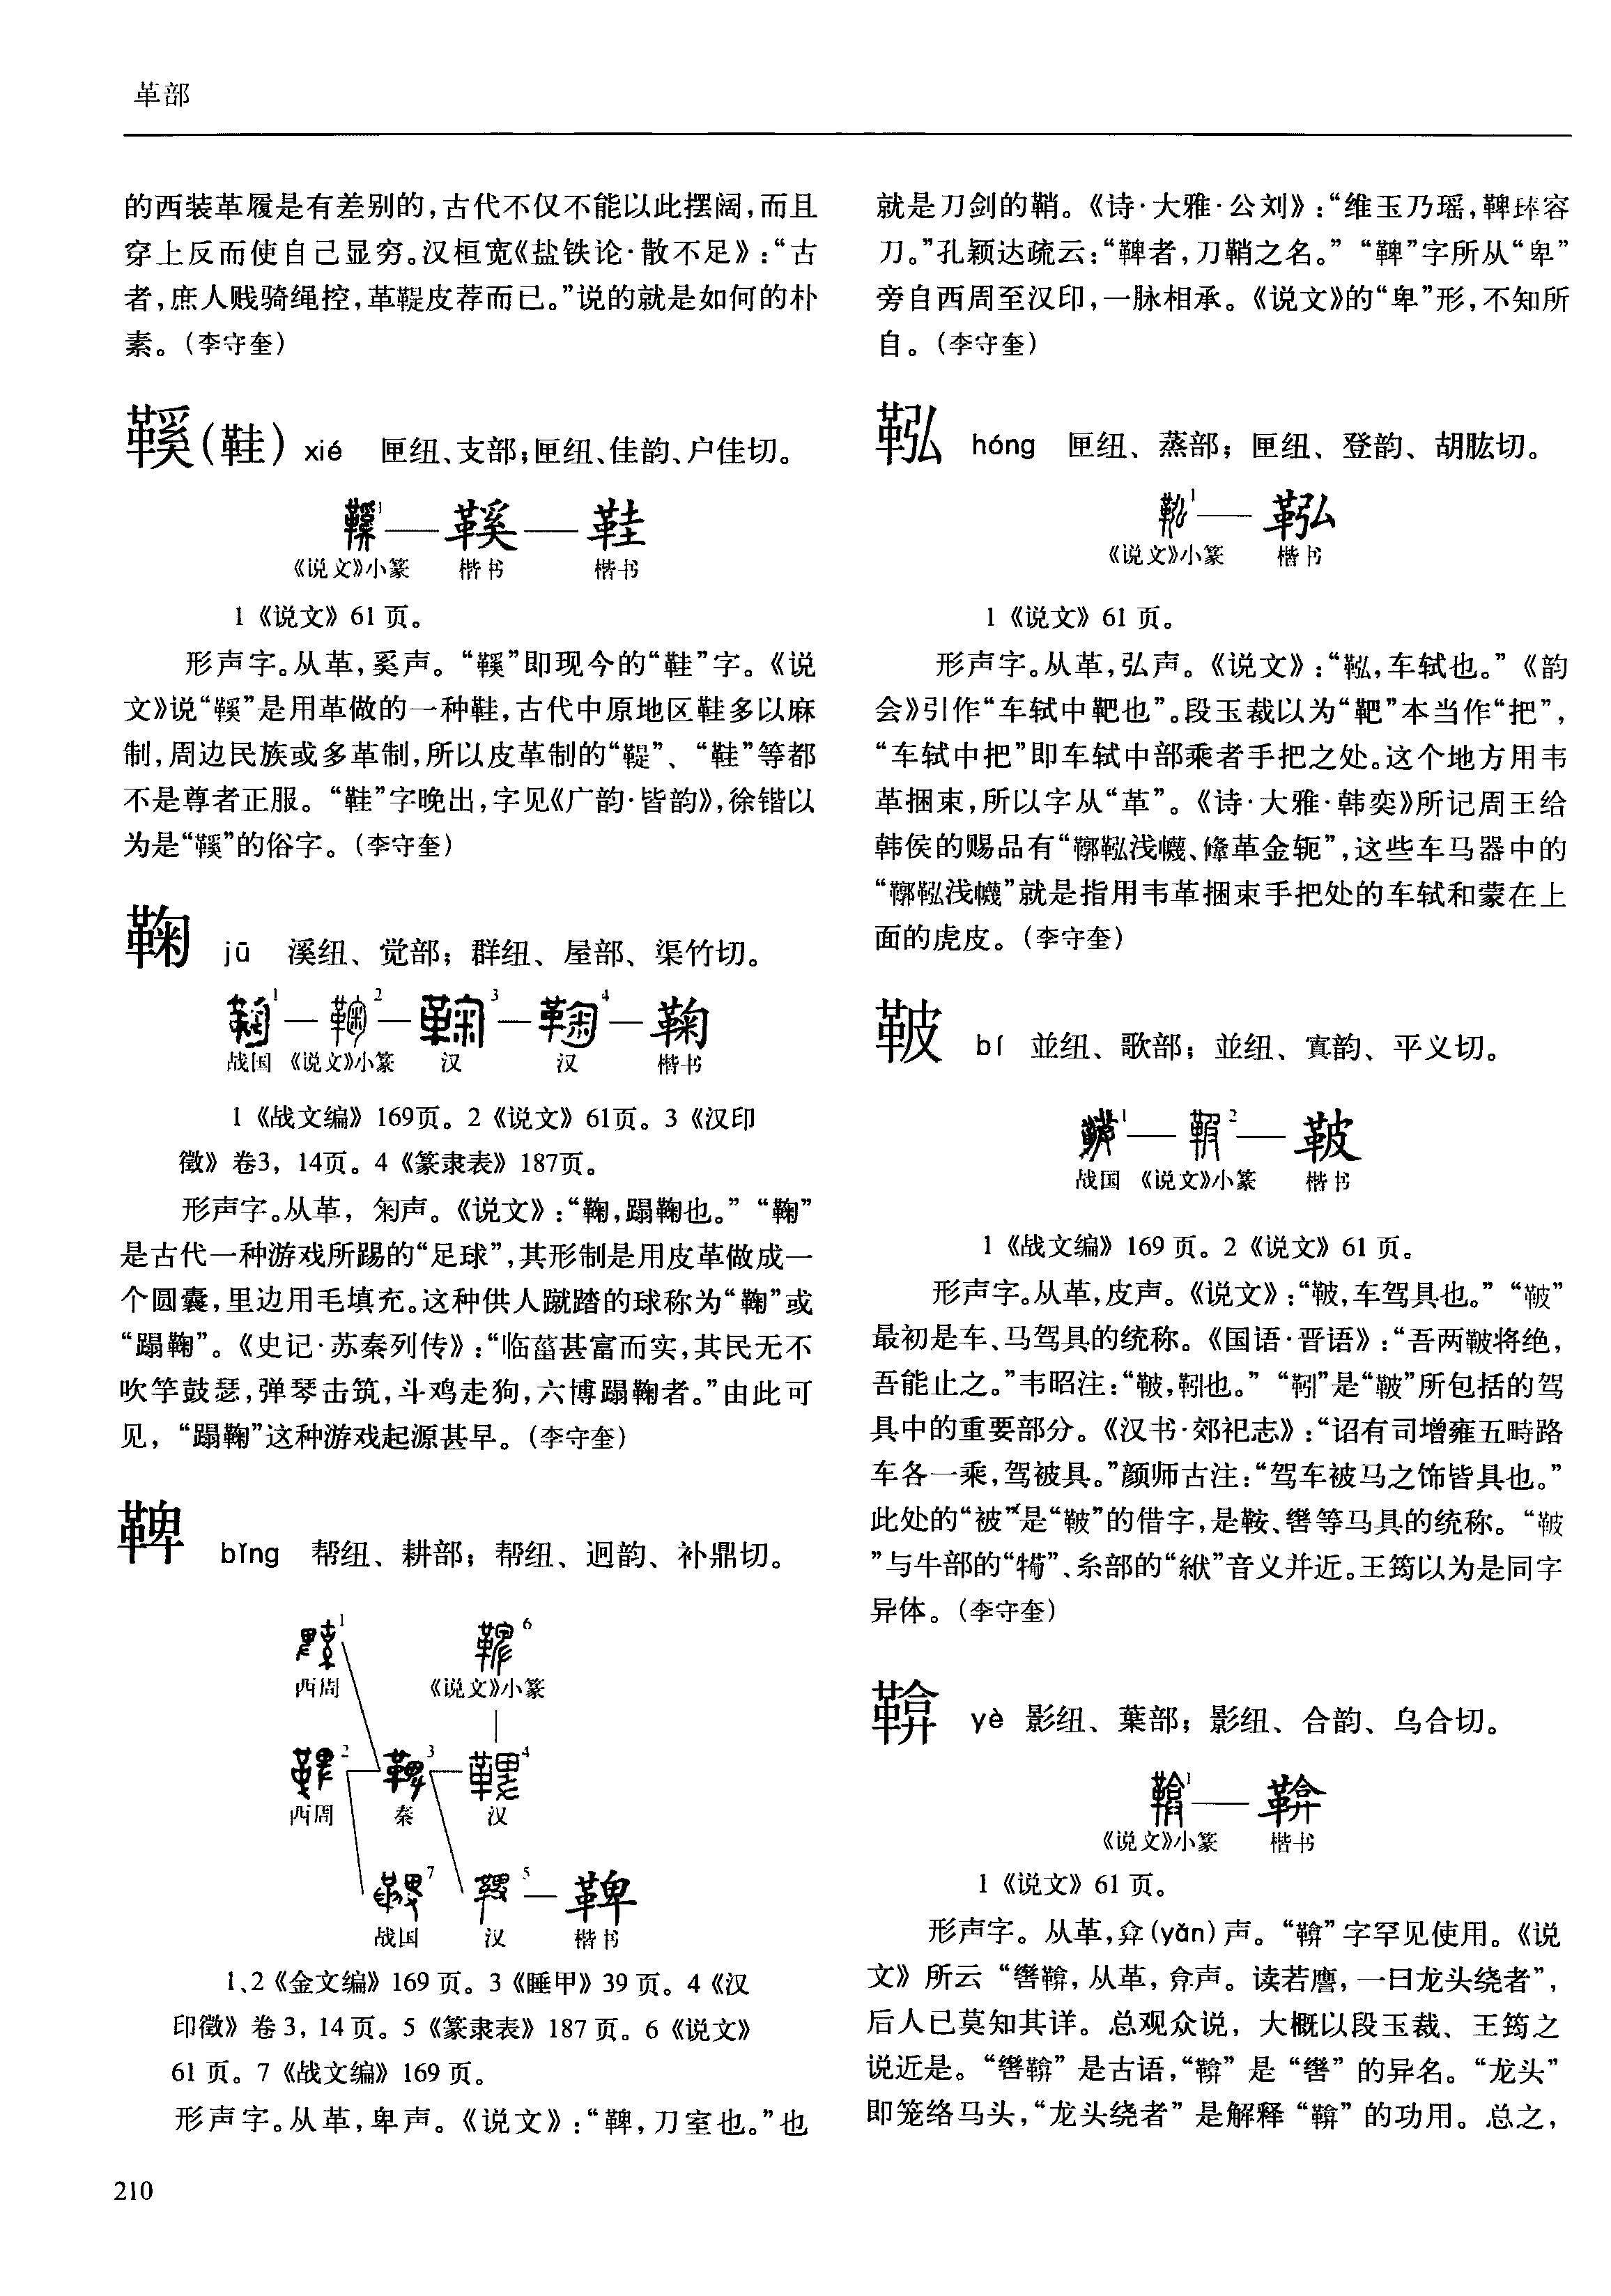 革部
的西装革履是有差别的，古代不仅不能以此摆阔，而且
穿上反而使自己显穷。汉桓宽《盐铁论·散不足》：“古
者，庶人贱骑绳控，革鞮皮荐而已。”说的就是如何的朴
素。（李守奎）
鞵（鞋）xié 匣纽、支部；匣纽、佳韵、户佳切。
鞵¹—鞵—鞋
《说文》小篆 楷书 楷书
1《说文》61页。
形声字。从革，奚声。“鞵”即现今的“鞋”字。《说
文》说“鞵”是用革做的一种鞋，古代中原地区鞋多以麻
制，周边民族或多革制，所以皮革制的“鞮”、“鞋”等都
不是尊者正服。“鞋”字晚出，字见《广韵·皆韵》，徐锴以
为是“鞵”的俗字。（李守奎）
鞠 jū 溪纽、觉部；群纽、屋部、渠竹切。
鞠¹—鞠²—鞠³—鞠⁴—鞠
战国 《说文》小篆 汉 汉 楷书
1《战文编》169页。2《说文》61页。3《汉印
徵》卷3，14页。4《篆隶表》187页。
形声字。从革，匊声。《说文》：“鞠，蹋鞠也。”“鞠”
是古代一种游戏所踢的“足球”，其形制是用皮革做成一
个圆囊，里边用毛填充。这种供人蹴踏的球称为“鞠”或
“蹋鞠”。《史记·苏秦列传》：“临菑甚富而实，其民无不
吹竽鼓瑟，弹琴击筑，斗鸡走狗，六博蹋鞠者。”由此可
见，“蹋鞠”这种游戏起源甚早。（李守奎）
鞞 bǐng 帮纽、耕部；帮纽、迥韵、补鼎切。
鞞¹ 鞞⁶
西周 《说文》小篆
鞞² 鞞³—鞞⁴
西周 秦 汉
鞞⁷ 鞞⁵—鞞
战国 汉 楷书
1、2《金文编》169页。3《睡甲》39页。4《汉
印徵》卷3，14页。5《篆隶表》187页。6《说文》
61页。7《战文编》169页。
形声字。从革，卑声。《说文》：“鞞，刀室也。”也
210
就是刀剑的鞘。《诗·大雅·公刘》：“维玉乃瑶，鞞琫容
刀。”孔颖达疏云：“鞞者，刀鞘之名。”“鞞”字所从“卑”
旁自西周至汉印，一脉相承。《说文》的“卑”形，不知所
自。（李守奎）
鞃 hóng 匣纽、蒸部；匣纽、登韵、胡肱切。
鞃¹—鞃
《说文》小篆 楷书
1《说文》61页。
形声字。从革，弘声。《说文》：“鞃，车轼也。”《韵
会》引作“车轼中靶也”。段玉裁以为“靶”本当作“把”，
“车轼中把”即车轼中部乘者手把之处。这个地方用韦
革捆束，所以字从“革”。《诗·大雅·韩奕》所记周王给
韩侯的赐品有“鞹鞃浅幭、鞗革金轭”，这些车马器中的
“鞹鞃浅幭”就是指用韦革捆束手把处的车轼和蒙在上
面的虎皮。（李守奎）
鞁 bí 並纽、歌部；並纽、寘韵、平义切。
鞁¹—鞁²—鞁
战国 《说文》小篆 楷书
1《战文编》169页。2《说文》61页。
形声字。从革，皮声。《说文》：“鞁，车驾具也。”“鞁”
最初是车、马驾具的统称。《国语·晋语》：“吾两鞁将绝，
吾能止之。”韦昭注：“鞁，靷也。”“靷”是“鞁”所包括的驾
具中的重要部分。《汉书·郊祀志》：“诏有司增雍五畤路
车各一乘，驾被具。”颜师古注：“驾车被马之饰皆具也。”
此处的“被”是“鞁”的借字，是鞍、辔等马具的统称。“鞁
”与牛部的“犕”、糸部的“紱”音义并近。王筠以为是同字
异体。（李守奎）
鞥 yè 影纽、葉部；影纽、合韵、乌合切。
鞥¹—鞥
《说文》小篆 楷书
1《说文》61页。
形声字。从革，弇（yǎn）声。“鞥”字罕见使用。《说
文》所云“辔鞥，从革，弇声。读若鹰，一曰龙头绕者”，
后人已莫知其详。总观众说，大概以段玉裁、王筠之
说近是。“辔鞥”是古语，“鞥”是“辔”的异名。“龙头”
即笼络马头，“龙头绕者”是解释“鞥”的功用。总之，